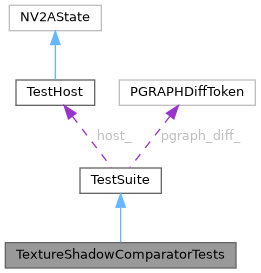 NV2AState
TestHost
PGRAPHDiffToken
host_
pgraph_diff_
TestSuite
TextureShadowComparatorTests